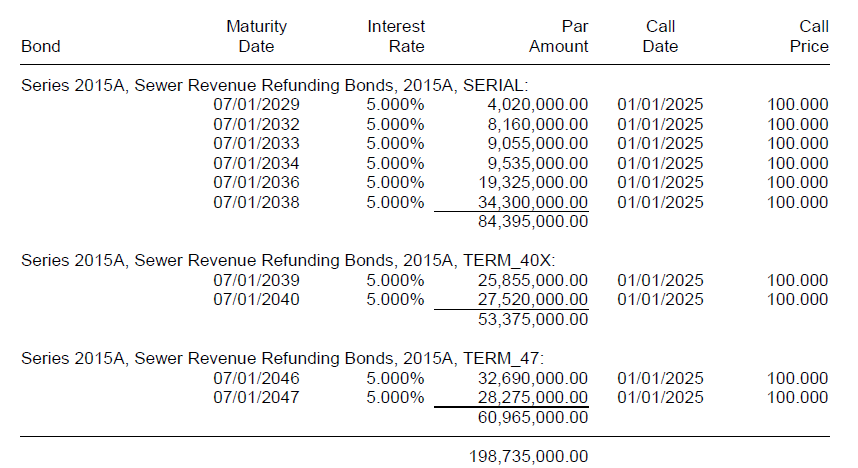 Maturity Interest Par Call Call
Bond Date Rate Amount Date Price
Series 2015A, Sewer Revenue Refunding Bonds, 2015A, SERIAL:
07/01/2029 5.000% 4,020,000.00 01/01/2025 100.000
07/01/2032 5.000% 8,160,000.00 01/01/2025 100.000
07/01/2033 5.000% 9,055,000.00 01/01/2025 100.000
07/01/2034 5.000% 9,535,000.00 01/01/2025 100.000
07/01/2036 5.000% 19,325,000.00 01/01/2025 100.000
07/01/2038 5.000% 34,300,000.00 01/01/2025 100.000
84,395,000.00
Series 2015A, Sewer Revenue Refunding Bonds, 2015A, TERM_40X:
07/01/2039 5.000% 25,855,000.00 01/01/2025 100.000
07/01/2040 5.000% 27,520,000.00 01/01/2025 100.000
53,375,000.00
Series 2015A, Sewer Revenue Refunding Bonds, 2015A, TERM_47:
07/01/2046 5.000% 32,690,000.00 01/01/2025 100.000
07/01/2047 5.000% 28,275,000.00 01/01/2025 100.000
60,965,000.00
198,735,000.00